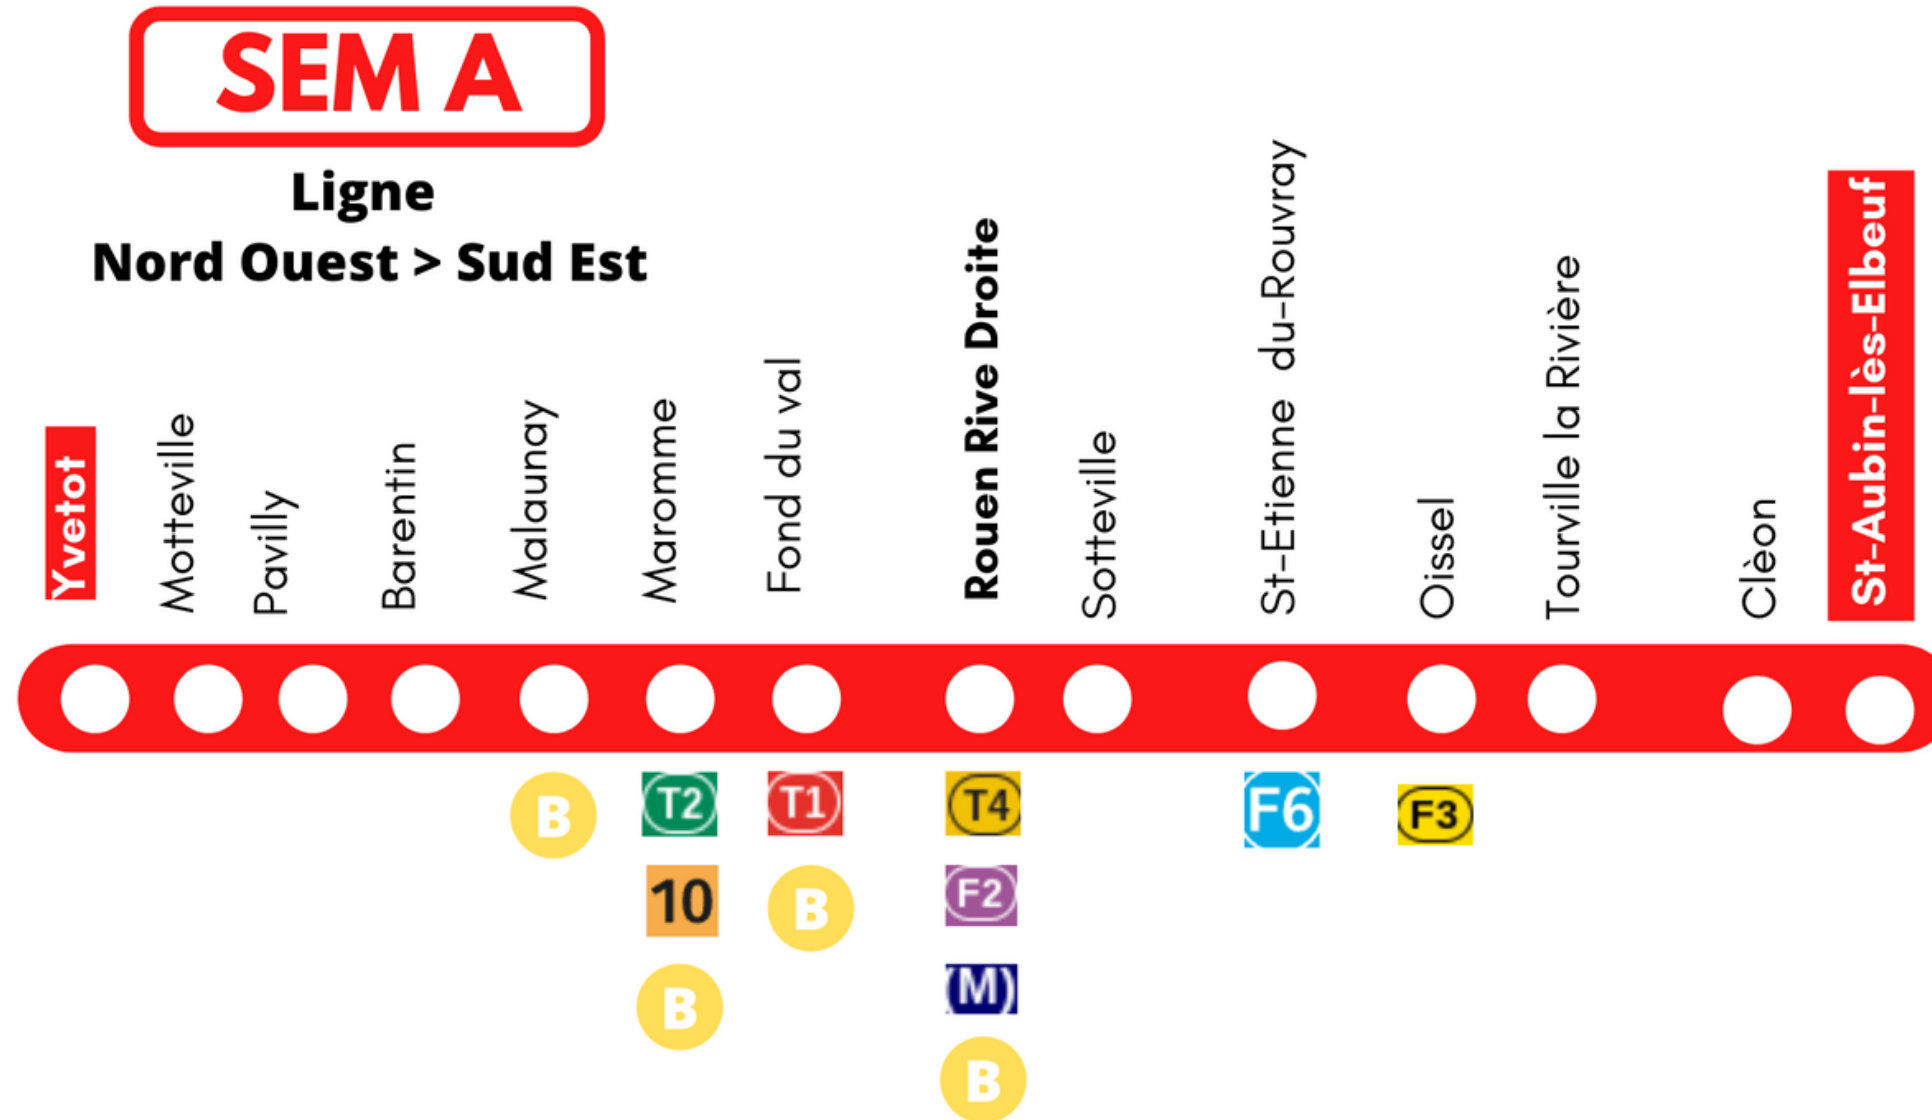 SEM A
Ligne
Nord Ouest > Sud Est
Yvetot
Motteville
Pavilly
Barentin
Malaunay
Maromme
Fond du val
Rouen Rive Droite
Sotteville
St-Etienne du-Rouvray
Oissel
Tourville la Rivière
Clèon
St-Aubin-lès-Elbeuf
B
T2
10
B
T1
B
T4
F2
(M)
B
F6
F3